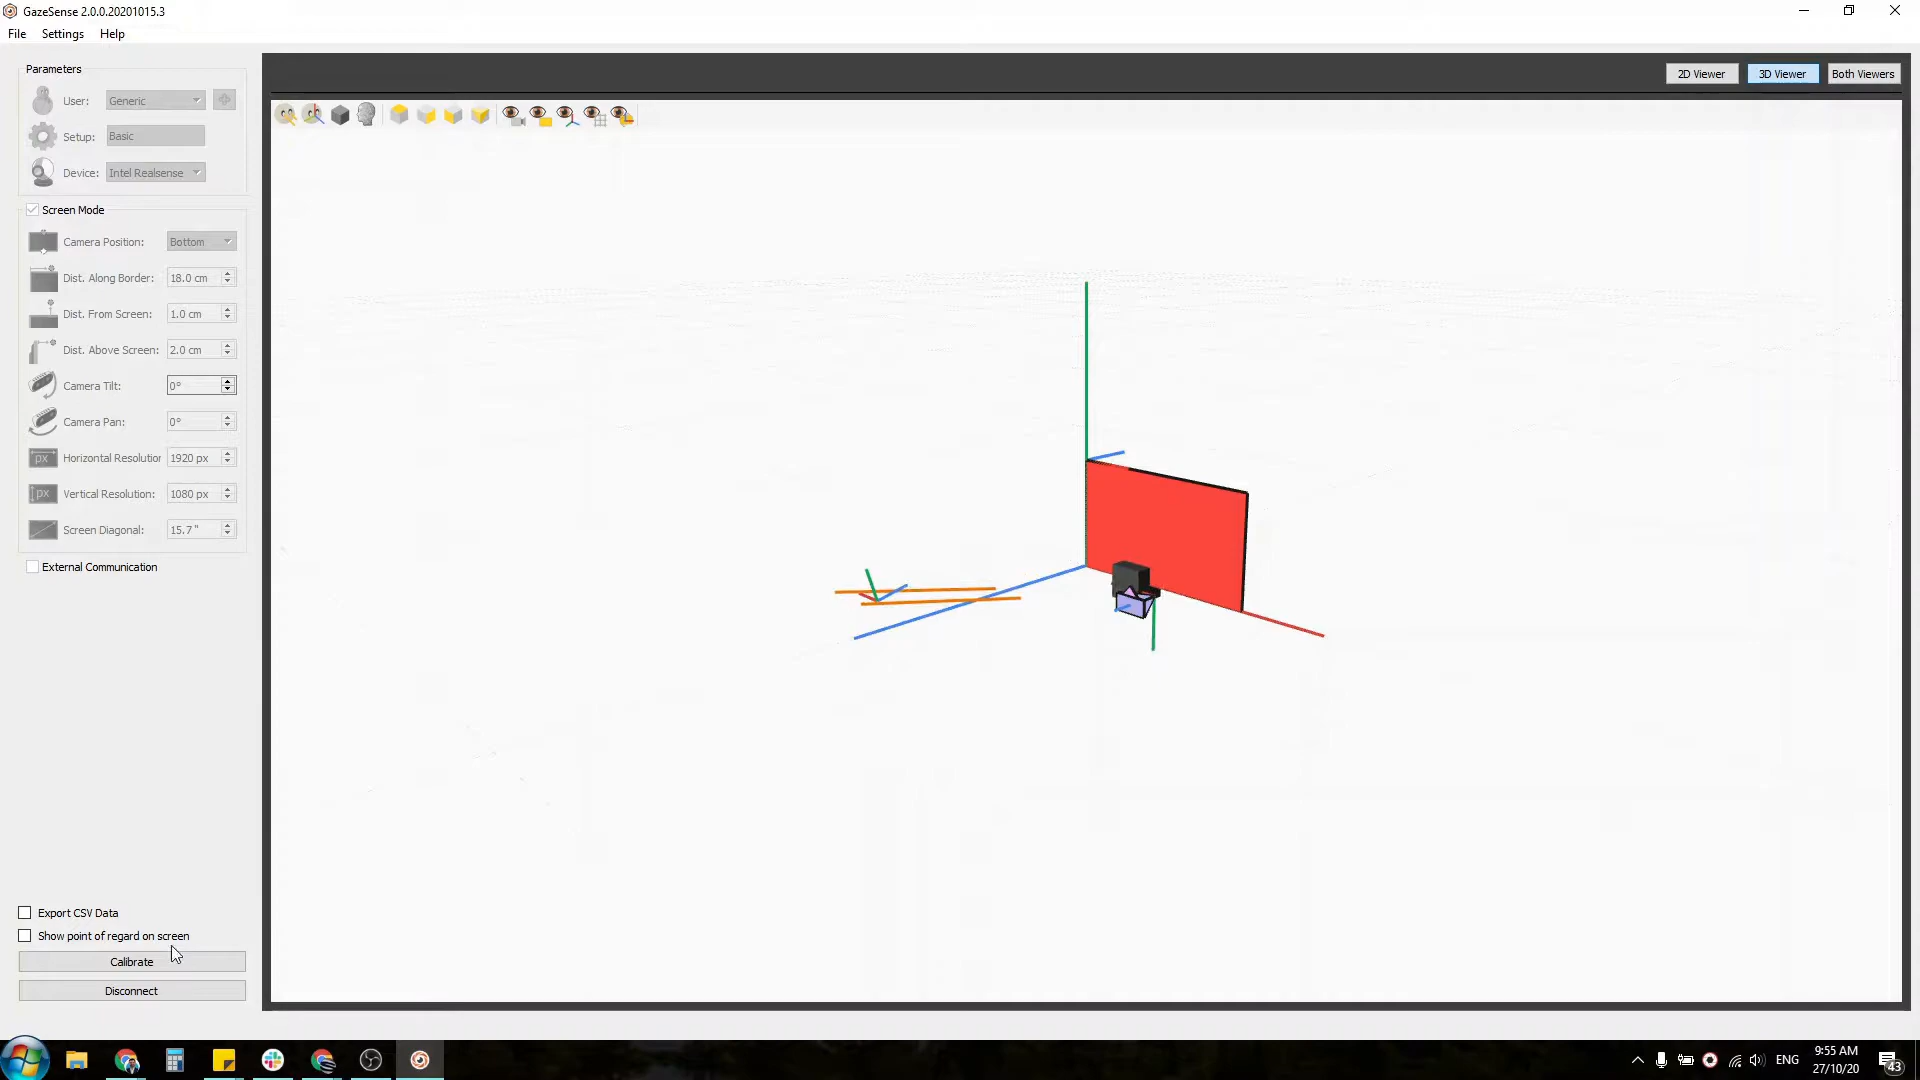 GazeSense 2.0.0.20201015.3
File Settings Help
Parameters
User: Generic
Setup: Basic
Device: Intel Realsense
Screen Mode
Camera Position: Bottom
Dist. Along Border: 18.0 cm
Dist. From Screen: 1.0 cm
Dist. Above Screen: 2.0 cm
Camera Tilt: 0°
Camera Pan: 0°
px Horizontal Resolution 1920 px
px Vertical Resolution: 1080 px
Screen Diagonal: 15.7 "
External Communication
Export CSV Data
Show point of regard on screen
Calibrate
Disconnect
2D Viewer 3D Viewer Both Viewers
ENG
9:55 AM
27/10/20
43